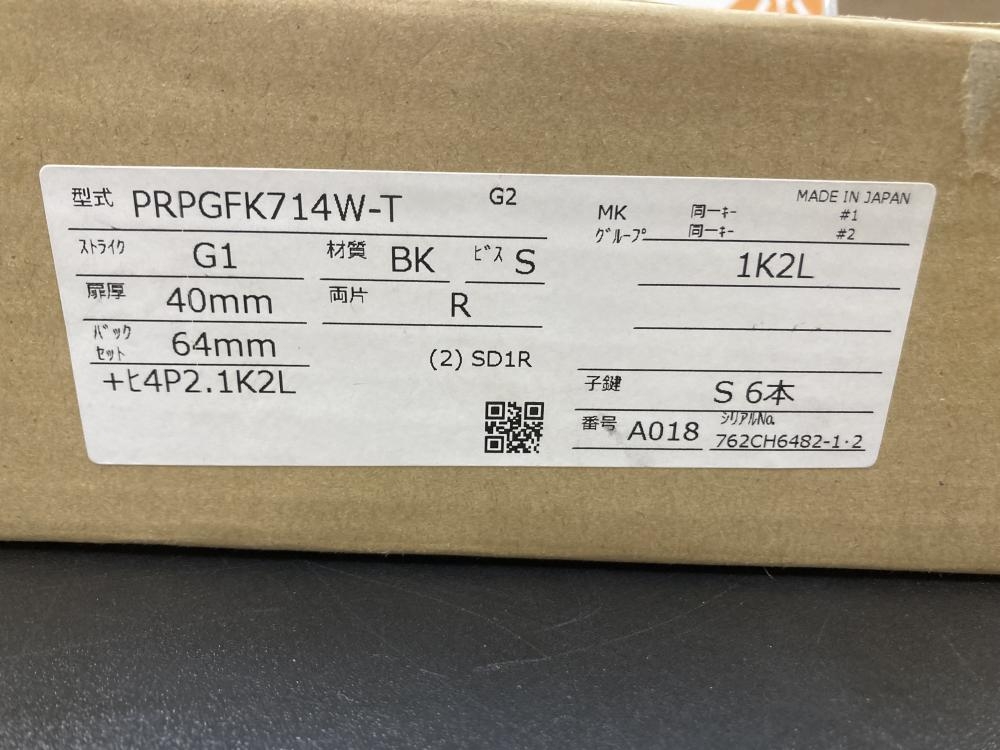 型式 PRPGFK714W-T G2
MADE IN JAPAN
MK 同一ｷｰ #1
ｸﾞﾙｰﾌﾟ 同一ｷｰ #2
ｽﾄﾗｲｸ G1 材質 BK ﾋﾞｽ S
1K2L
扉厚 40mm 両片 R
ﾊﾞｯｸ
ｾｯﾄ 64mm
(2) SD1R
+ﾋ4P2.1K2L
子鍵 S 6本
番号 A018 ｼﾘｱﾙNo. 762CH6482-1･2